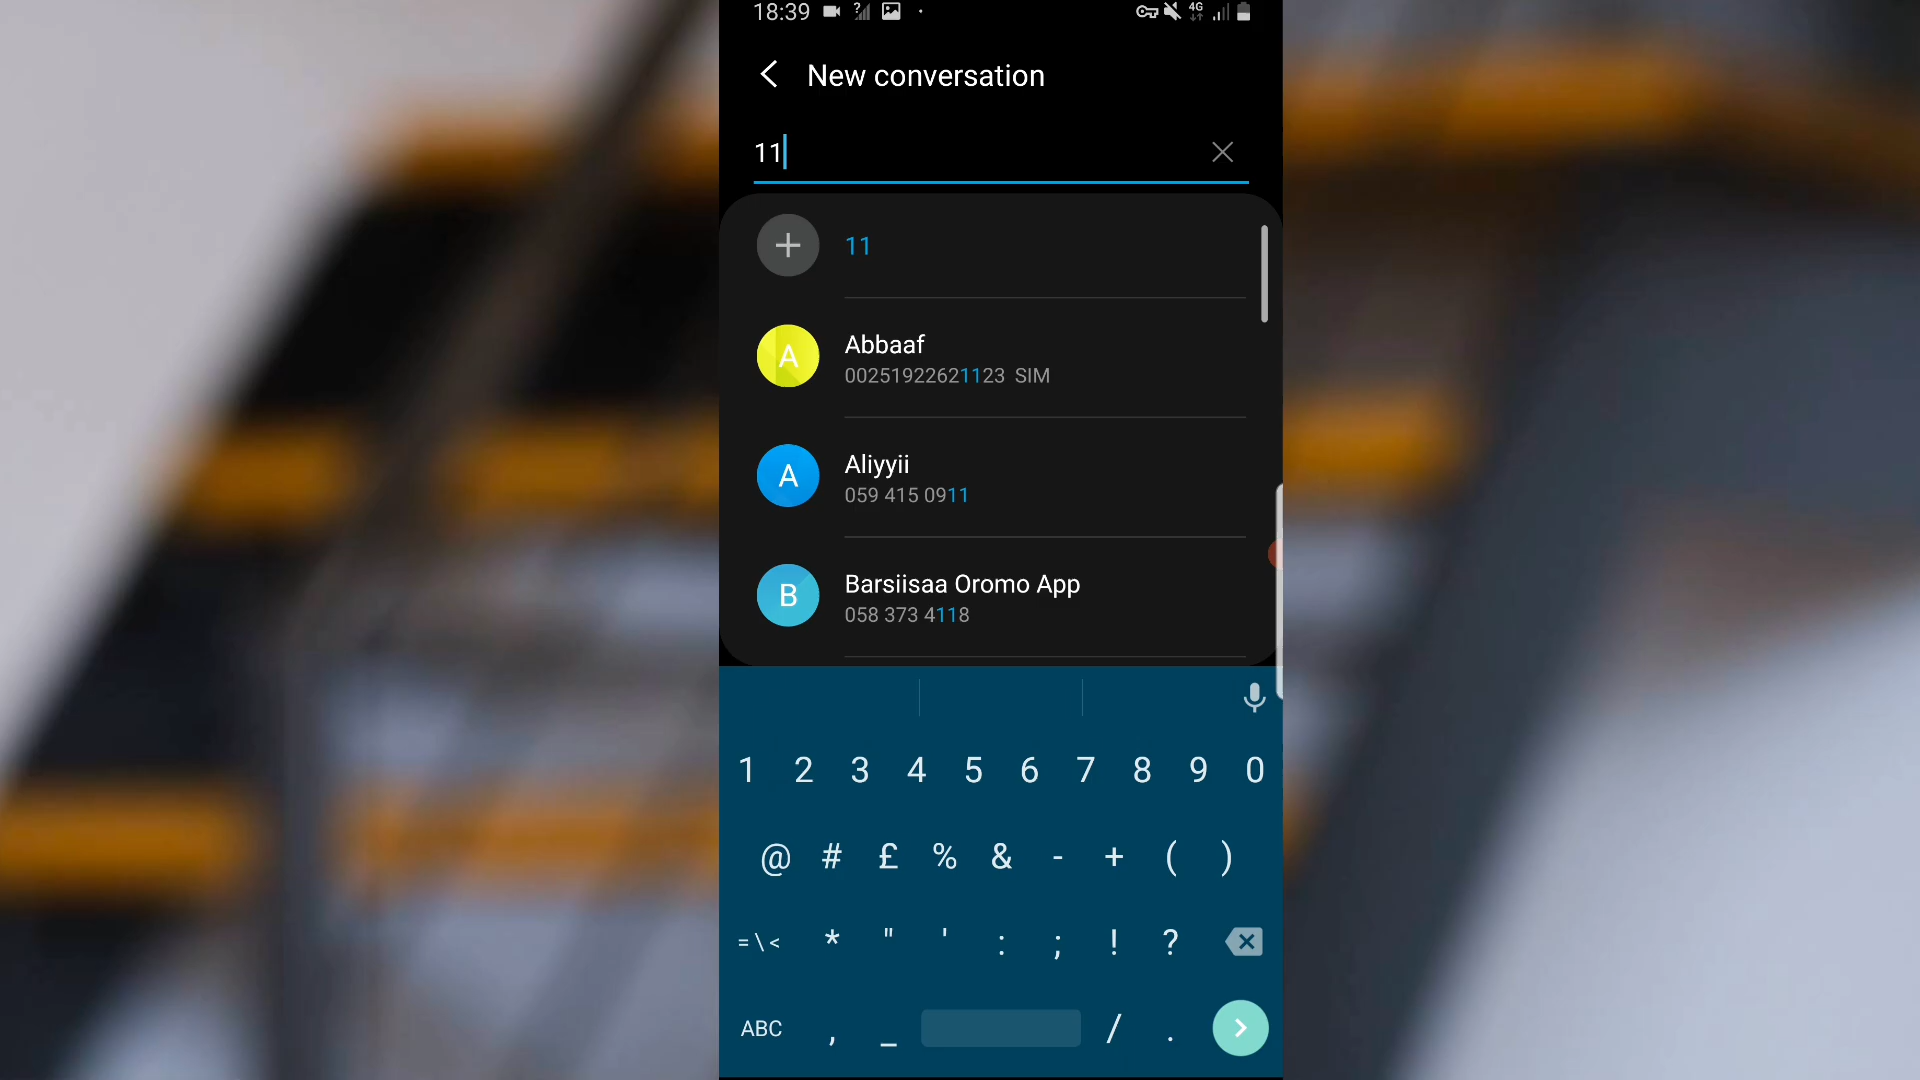 18:39
4G
New conversation
11
11
A
Abbaaf
00251922621123 SIM
A
Aliyyii
059 415 0911
B
Barsiisaa Oromo App
058 373 4118
1 2 3 4 5 6 7 8 9 0
@ # £ % & - + ( )
=\< * " ' : ; ! ?
ABC , _ / .